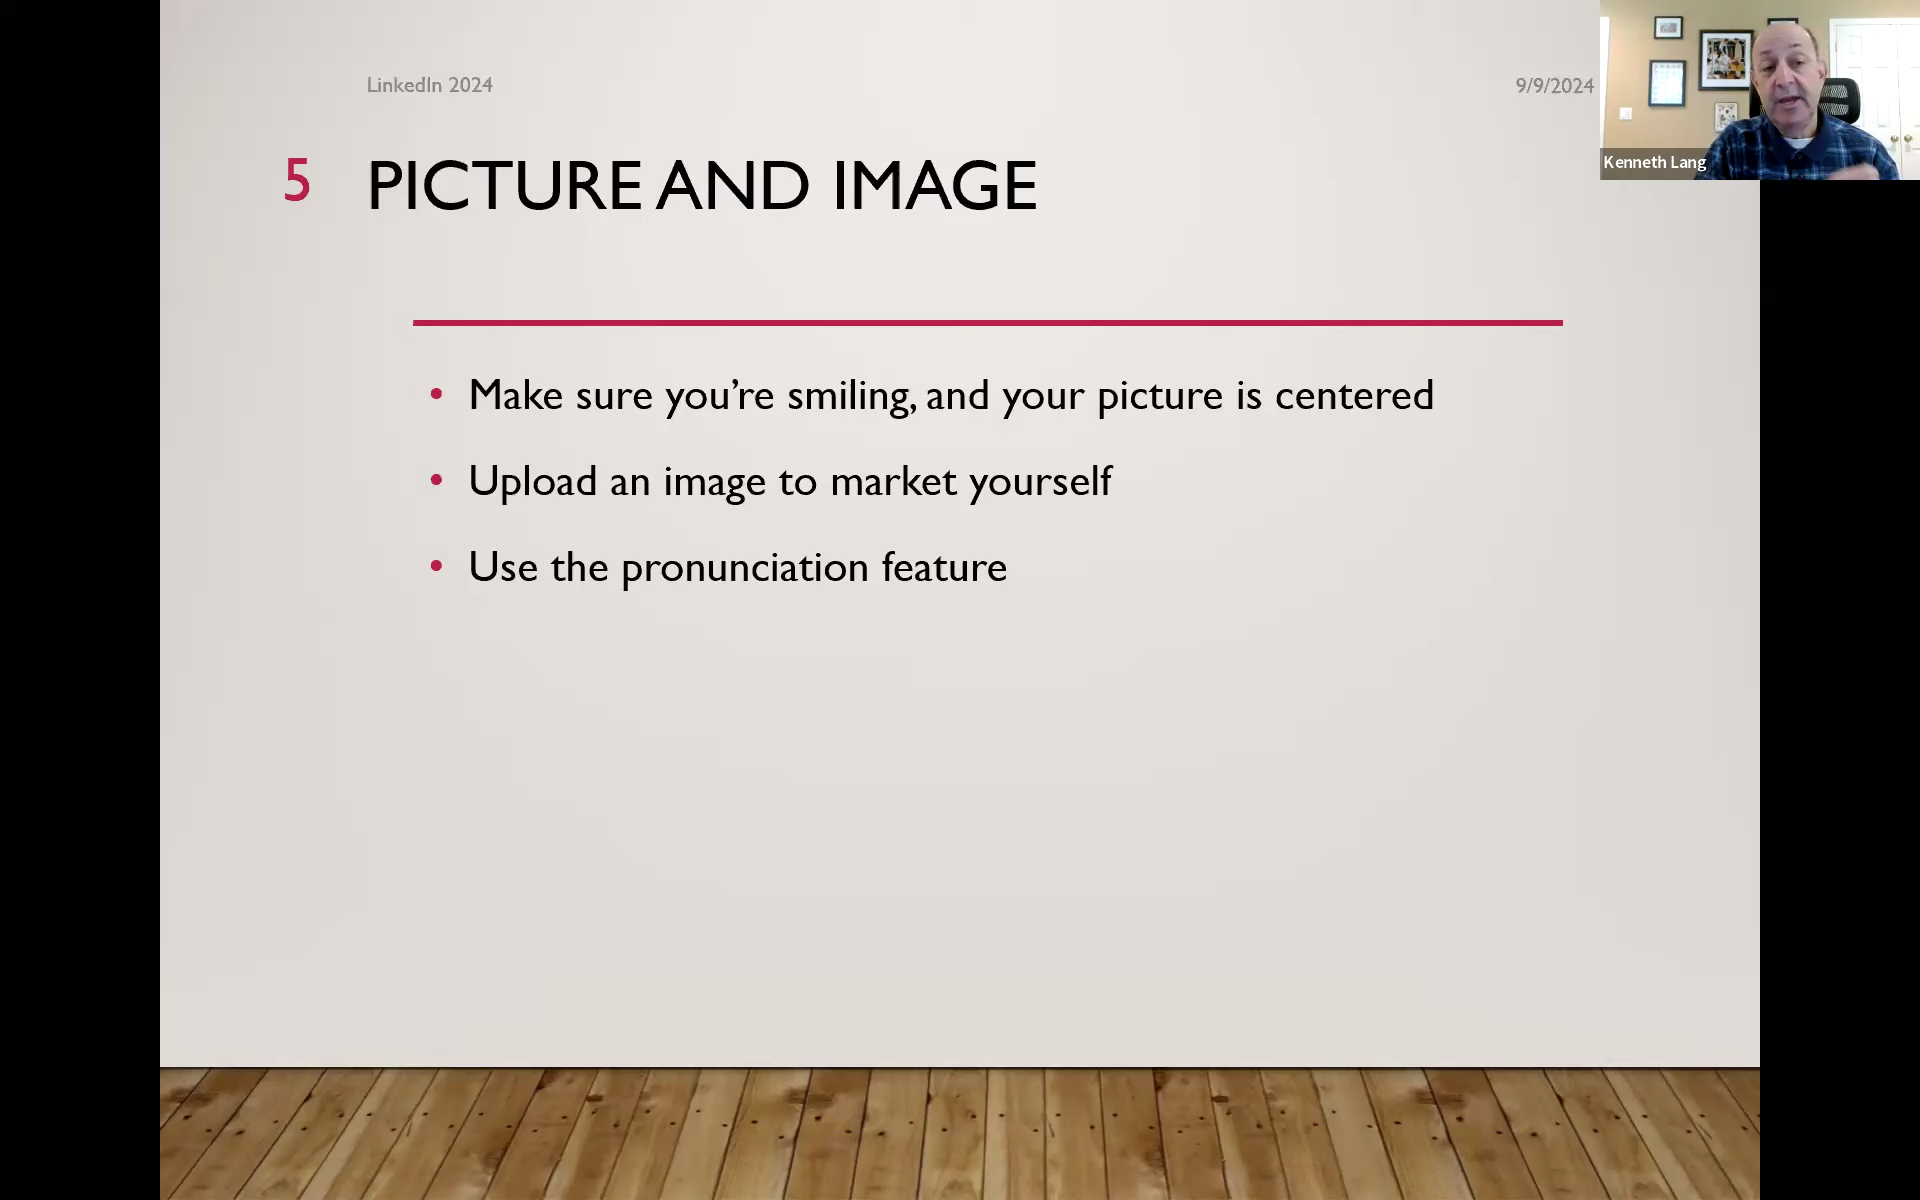 LinkedIn 2024
9/9/2024
5
PICTURE AND IMAGE
Kenneth Lang
• Make sure you’re smiling, and your picture is centered
• Upload an image to market yourself
• Use the pronunciation feature